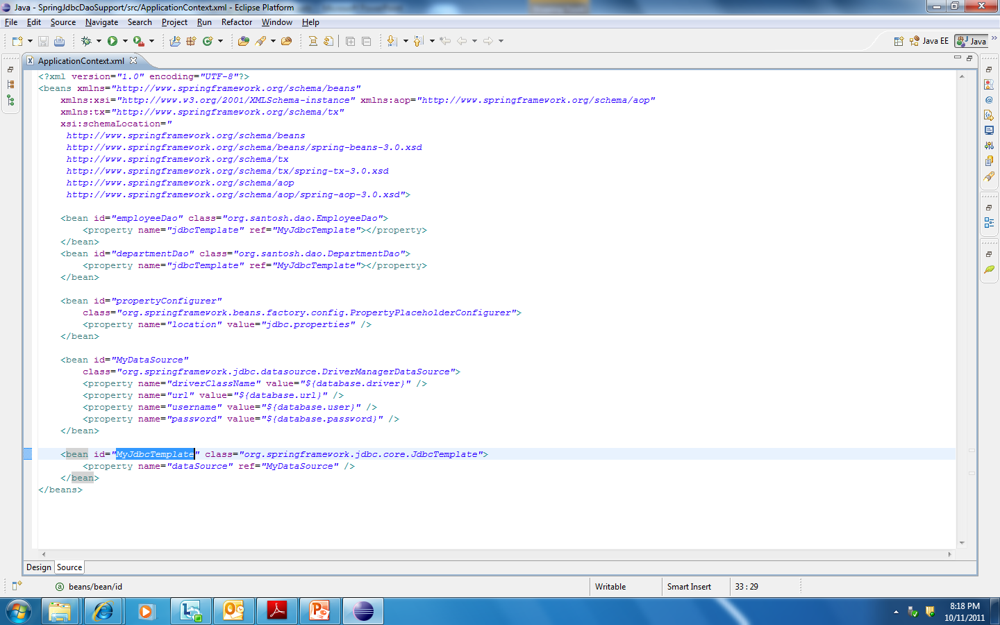 Java - SpringJdbcDaoSupport/src/ApplicationContext.xml - Eclipse Platform
File Edit Source Navigate Search Project Run Refactor Window Help
Java EE Java
ApplicationContext.xml
<?xml version="1.0" encoding="UTF-8"?>
<beans xmlns="http://www.springframework.org/schema/beans"
xmlns:xsi="http://www.w3.org/2001/XMLSchema-instance" xmlns:aop="http://www.springframework.org/schema/aop"
xmlns:tx="http://www.springframework.org/schema/tx"
xsi:schemaLocation="
http://www.springframework.org/schema/beans
http://www.springframework.org/schema/beans/spring-beans-3.0.xsd
http://www.springframework.org/schema/tx
http://www.springframework.org/schema/tx/spring-tx-3.0.xsd
http://www.springframework.org/schema/aop
http://www.springframework.org/schema/aop/spring-aop-3.0.xsd">
<bean id="employeeDao" class="org.santosh.dao.EmployeeDao">
<property name="jdbcTemplate" ref="MyJdbcTemplate"></property>
</bean>
<bean id="departmentDao" class="org.santosh.dao.DepartmentDao">
<property name="jdbcTemplate" ref="MyJdbcTemplate"></property>
</bean>
<bean id="propertyConfigurer"
class="org.springframework.beans.factory.config.PropertyPlaceholderConfigurer">
<property name="location" value="jdbc.properties" />
</bean>
<bean id="MyDataSource"
class="org.springframework.jdbc.datasource.DriverManagerDataSource">
<property name="driverClassName" value="${database.driver}" />
<property name="url" value="${database.url}" />
<property name="username" value="${database.user}" />
<property name="password" value="${database.password}" />
</bean>
<bean id="MyJdbcTemplate" class="org.springframework.jdbc.core.JdbcTemplate">
<property name="dataSource" ref="MyDataSource" />
</bean>
</beans>
Design Source
beans/bean/id Writable Smart Insert 33 : 29
8:18 PM
10/11/2011